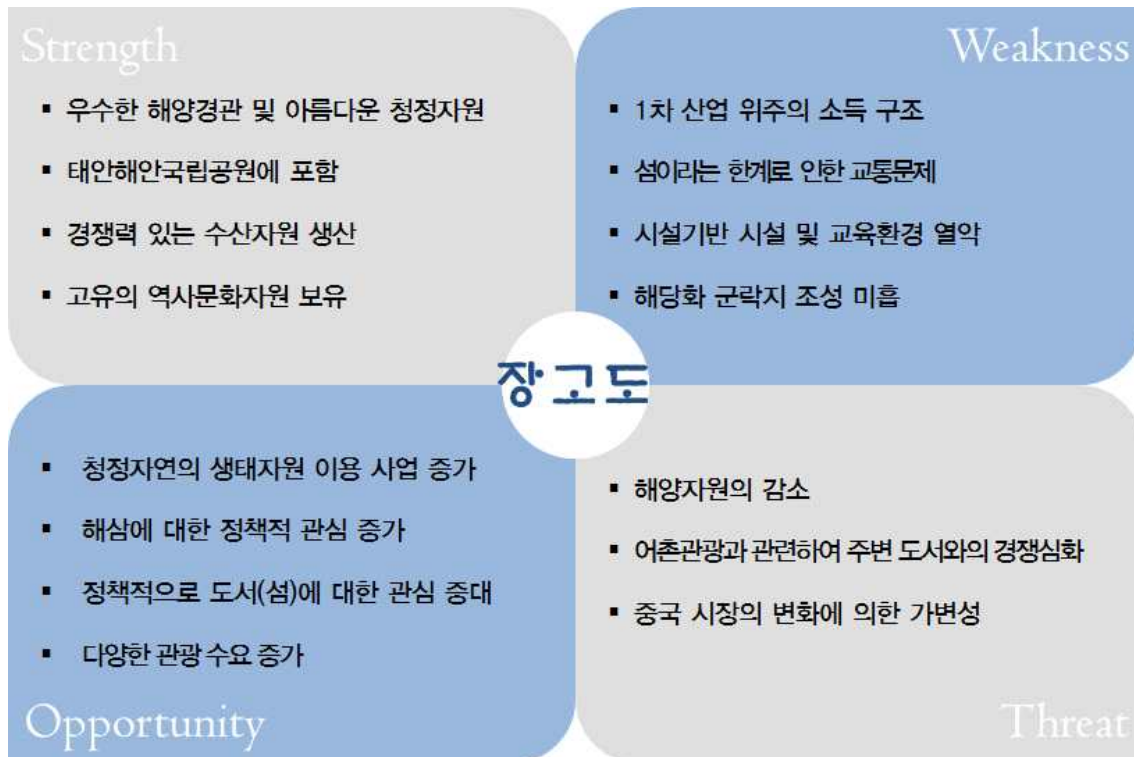 Strength
▪ 우수한 해양경관 및 아름다운 청정자원
▪ 태안해안국립공원에 포함
▪ 경쟁력 있는 수산자원 생산
▪ 고유의 역사문화자원 보유
Weakness
▪ 1차 산업 위주의 소득 구조
▪ 섬이라는 한계로 인한 교통문제
▪ 시설기반 시설 및 교육환경 열악
▪ 해당화 군락지 조성 미흡
장고도
▪ 청정자연의 생태자원 이용 사업 증가
▪ 해삼에 대한 정책적 관심 증가
▪ 정책적으로 도서(섬)에 대한 관심 증대
▪ 다양한 관광 수요 증가
Opportunity
▪ 해양자원의 감소
▪ 어촌관광과 관련하여 주변 도서와의 경쟁심화
▪ 중국 시장의 변화에 의한 가변성
Threat